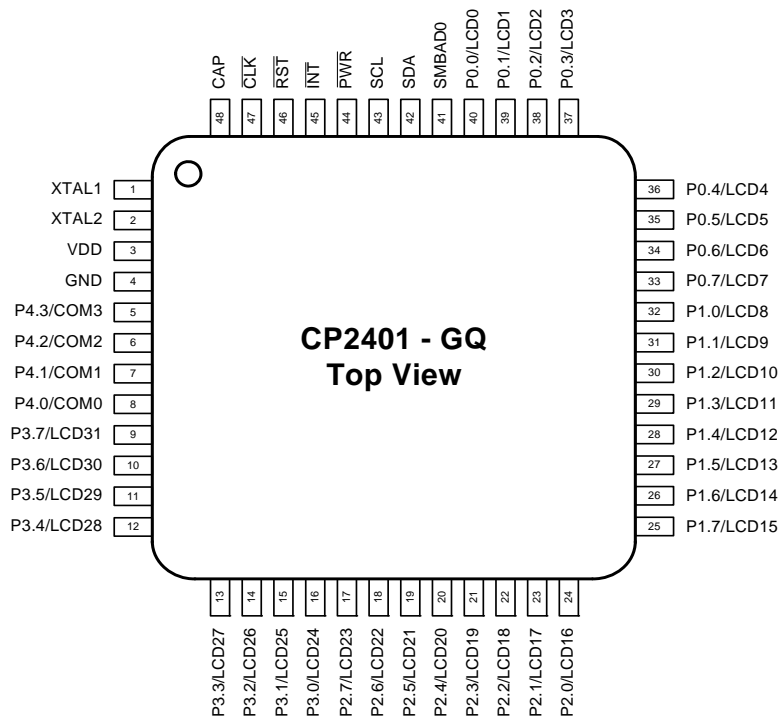 CAP
CLK
RST
INT
PWR
SCL
SDA
SMBAD0
P0.0/LCD0
P0.1/LCD1
P0.2/LCD2
P0.3/LCD3
48
47
46
45
44
43
42
41
40
39
38
37
XTAL1 1
XTAL2 2
VDD 3
GND 4
P4.3/COM3 5
P4.2/COM2 6
P4.1/COM1 7
P4.0/COM0 8
P3.7/LCD31 9
P3.6/LCD30 10
P3.5/LCD29 11
P3.4/LCD28 12
CP2401 - GQ
Top View
36 P0.4/LCD4
35 P0.5/LCD5
34 P0.6/LCD6
33 P0.7/LCD7
32 P1.0/LCD8
31 P1.1/LCD9
30 P1.2/LCD10
29 P1.3/LCD11
28 P1.4/LCD12
27 P1.5/LCD13
26 P1.6/LCD14
25 P1.7/LCD15
13
14
15
16
17
18
19
20
21
22
23
24
P3.3/LCD27
P3.2/LCD26
P3.1/LCD25
P3.0/LCD24
P2.7/LCD23
P2.6/LCD22
P2.5/LCD21
P2.4/LCD20
P2.3/LCD19
P2.2/LCD18
P2.1/LCD17
P2.0/LCD16